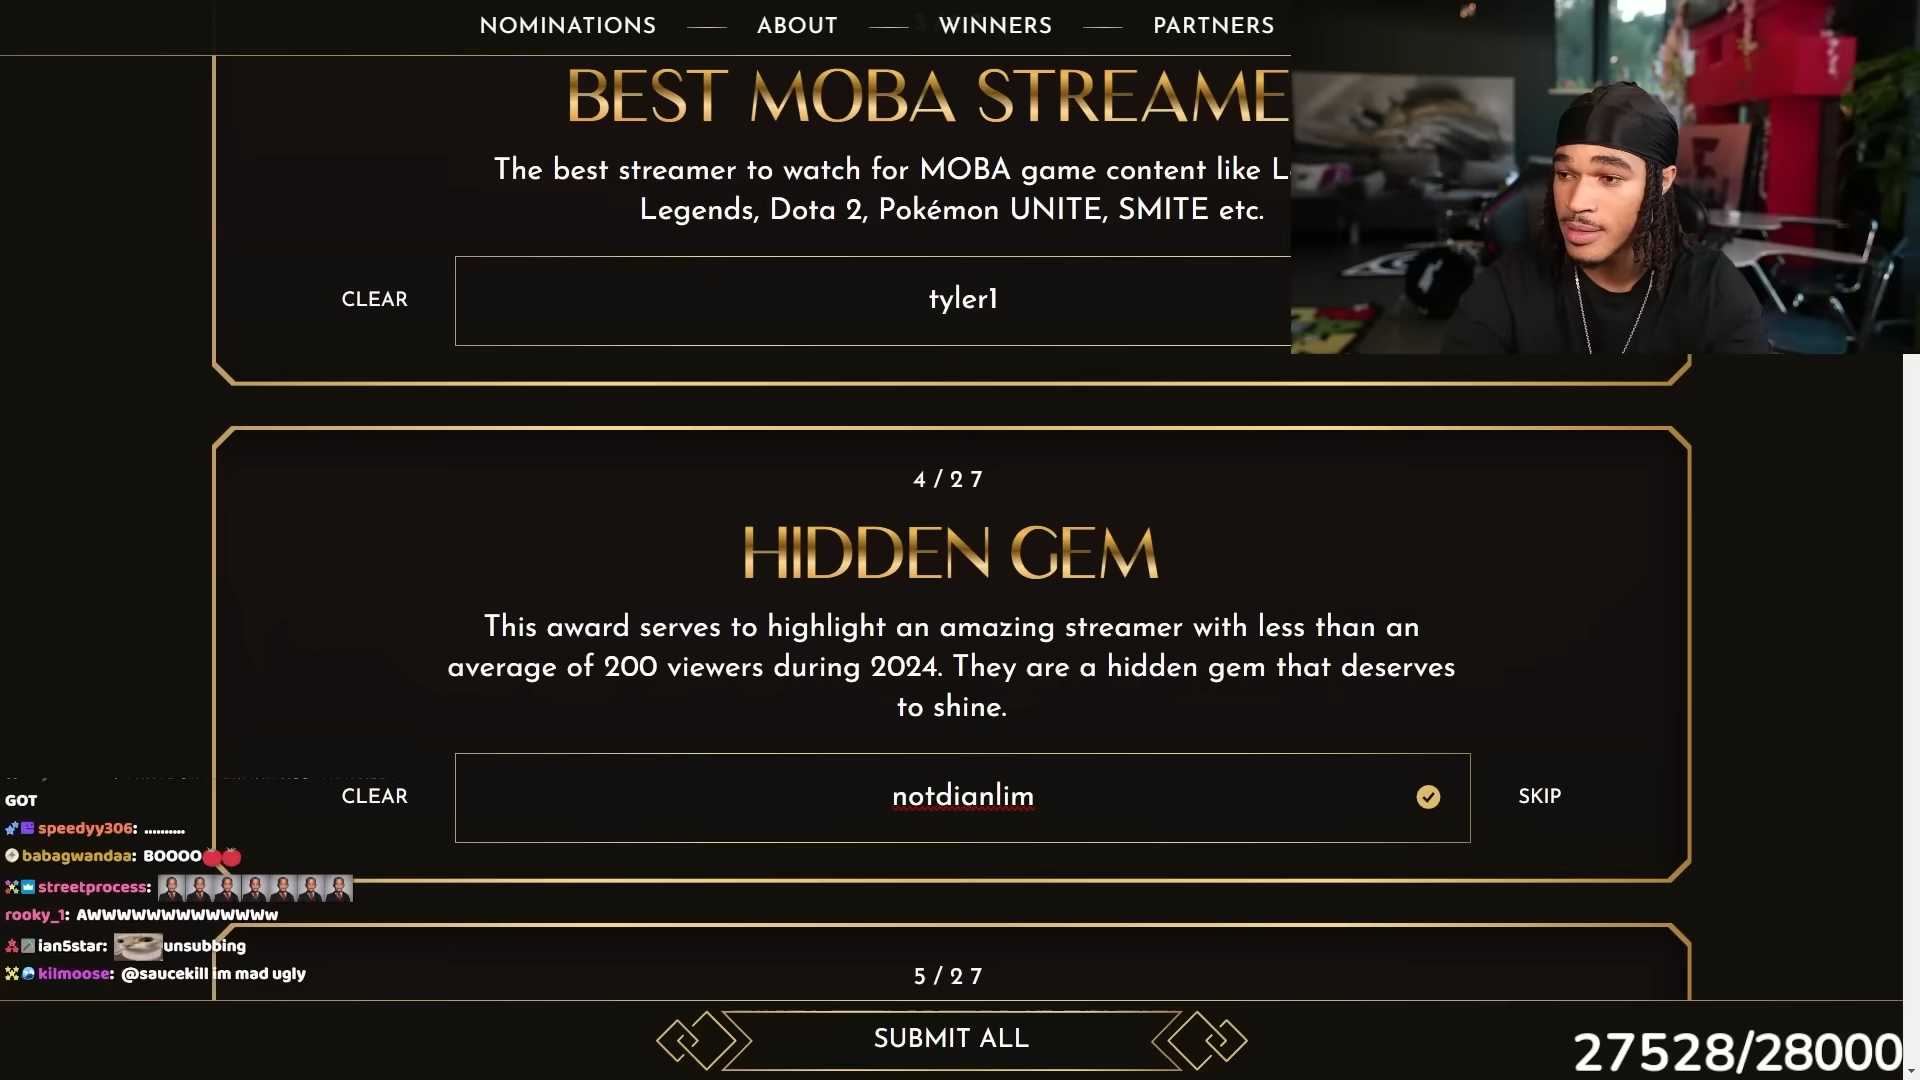 NOMINATIONS ABOUT WINNERS PARTNERS
BEST MOBA STREAME
The best streamer to watch for MOBA game content like L
Legends, Dota 2, Pokémon UNITE, SMITE etc.
CLEAR tyler1
4/27
HIDDEN GEM
This award serves to highlight an amazing streamer with less than an
average of 200 viewers during 2024. They are a hidden gem that deserves
to shine.
CLEAR notdianlim SKIP
GOT
speedyy306: ..........
babagwandaa: BOOOO
streetprocess:
rooky_1: AWWWWWWWWWWWWw
ian5star: unsubbing
kilmoose: @saucekill im mad ugly
5/27
SUBMIT ALL
27528/28000